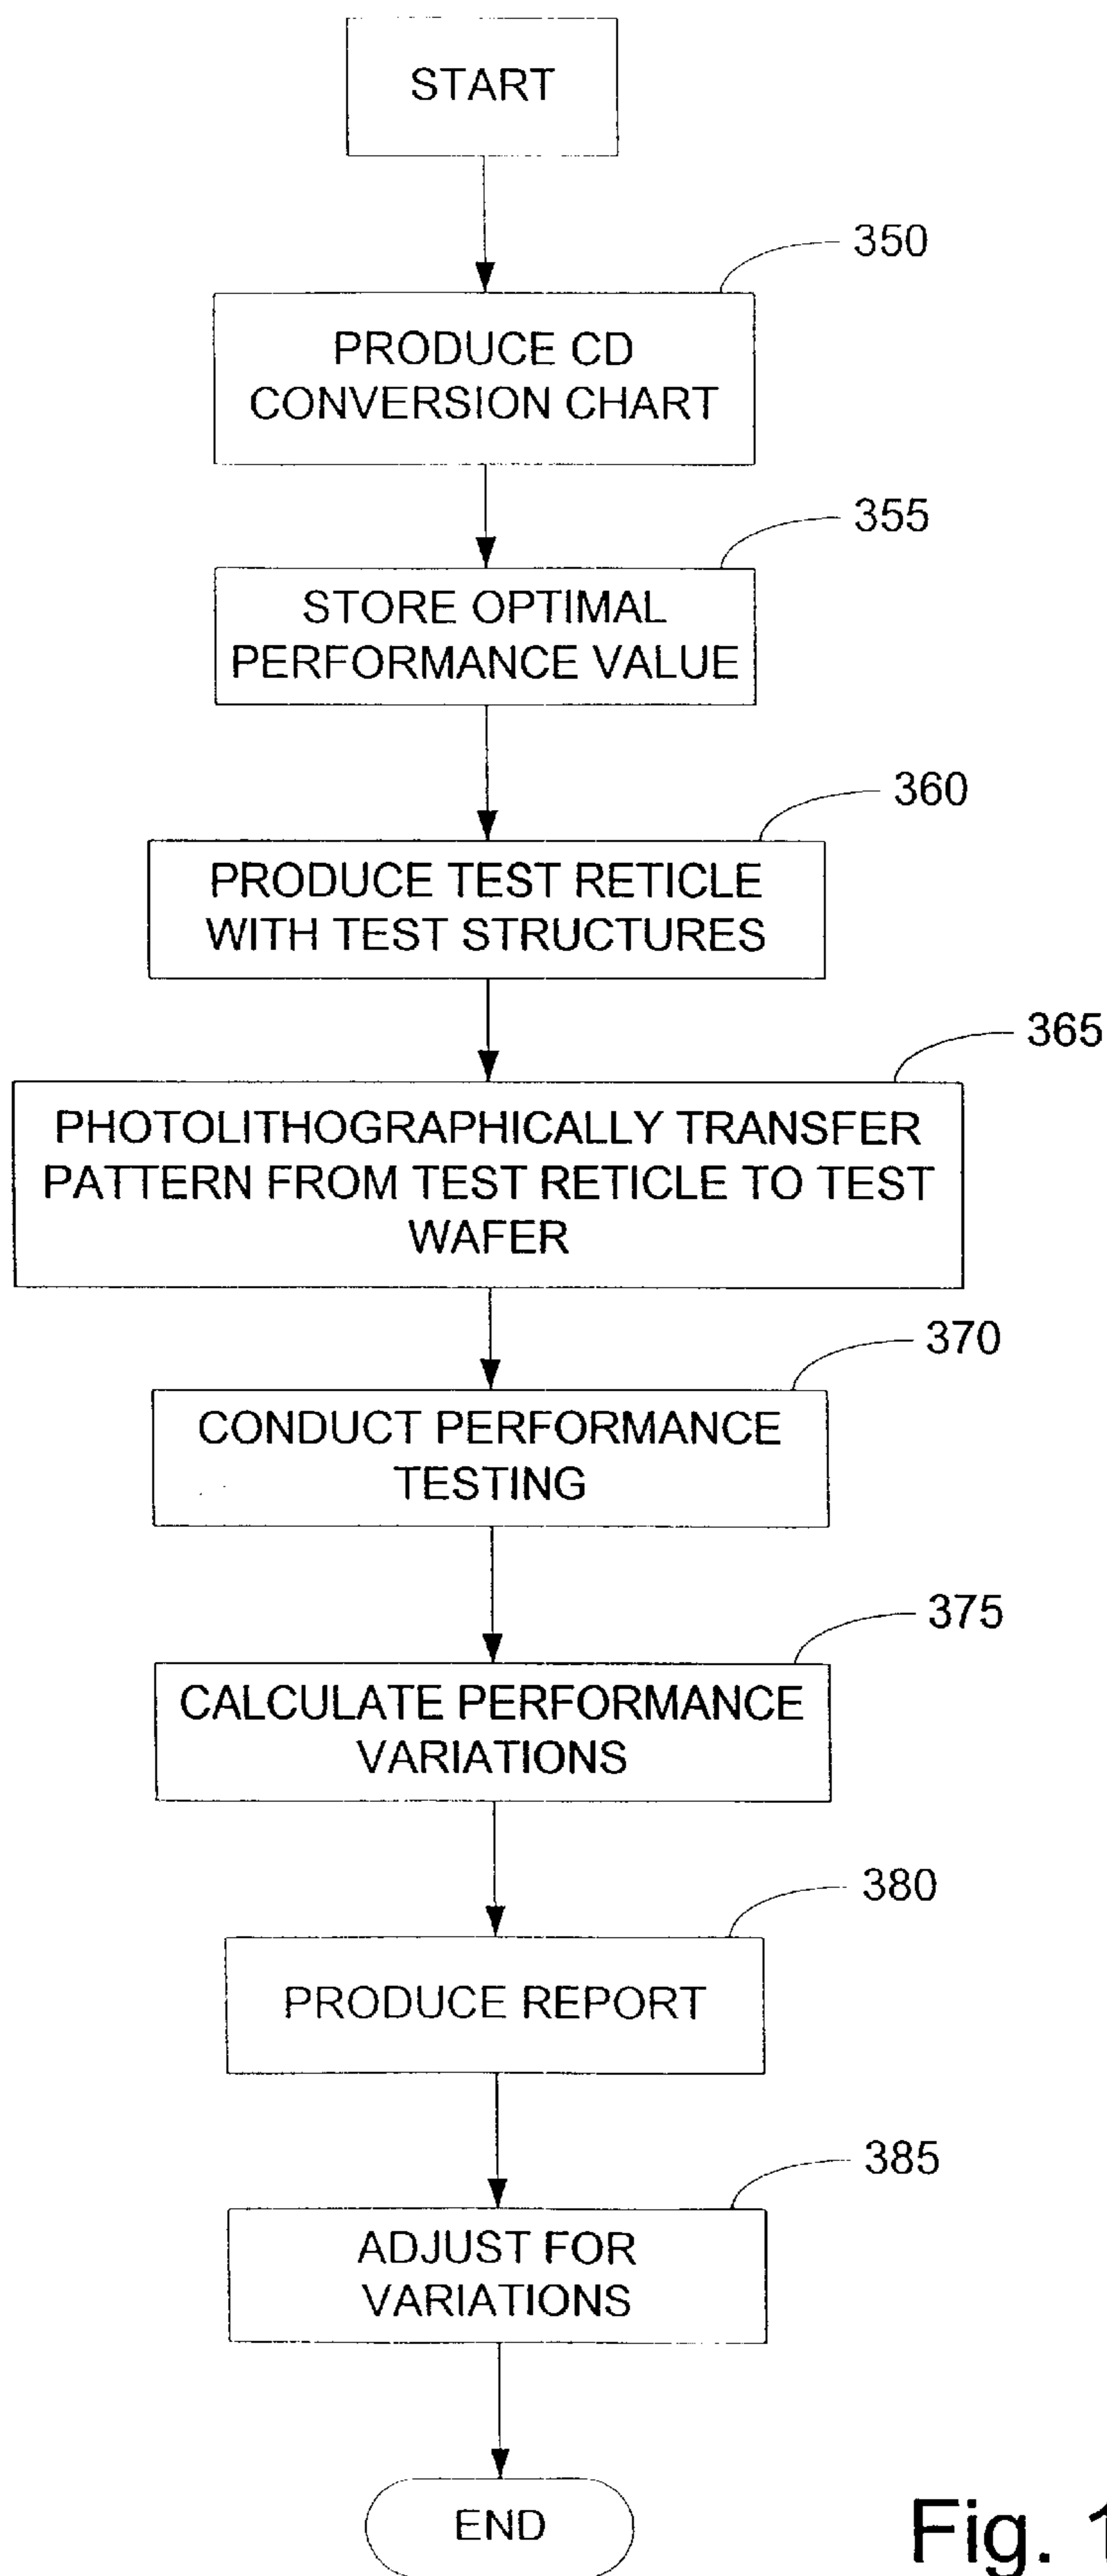 START
350
PRODUCE CD
CONVERSION CHART
355
STORE OPTIMAL
PERFORMANCE VALUE
360
PRODUCE TEST RETICLE
WITH TEST STRUCTURES
365
PHOTOLITHOGRAPHICALLY TRANSFER
PATTERN FROM TEST RETICLE TO TEST
WAFER
370
CONDUCT PERFORMANCE
TESTING
375
CALCULATE PERFORMANCE
VARIATIONS
380
PRODUCE REPORT
385
ADJUST FOR
VARIATIONS
END
Fig. 1